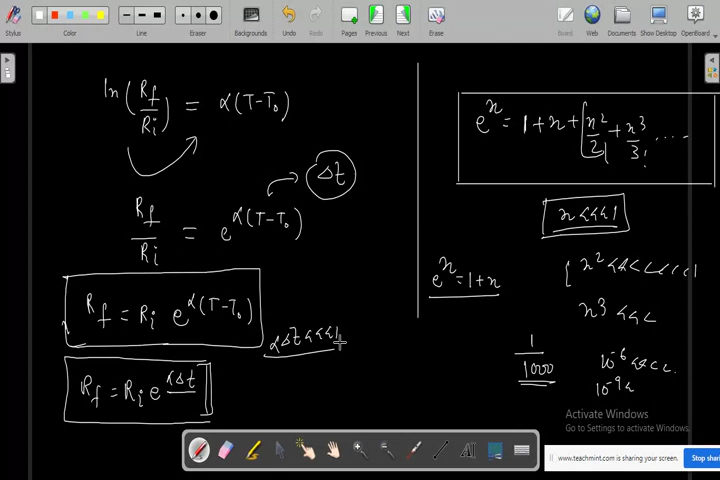 Stylus
Color
Line
Eraser
Background
Undo
Redo
Pages
Previous
Next
Erase
Board
Web
Documents
Show Desktop
OpenBoard
ln(Rf/Ri) = α(T-T₀)
Δt
Rf/Ri = e^α(T-T₀)
Rf = Ri e^α(T-T₀)
αΔt<<<1
Rf = Ri e^αΔt
e^x = 1+x+x²/2!+x³/3! ....
x<<<1
e^x = 1+x
x²<<<<<<1
x³<<<
1/1000
10⁻⁶<<<<.
10⁻⁹<
Activate Windows
Go to Settings to activate Windows.
www.teachmint.com is sharing your screen.
Stop shari